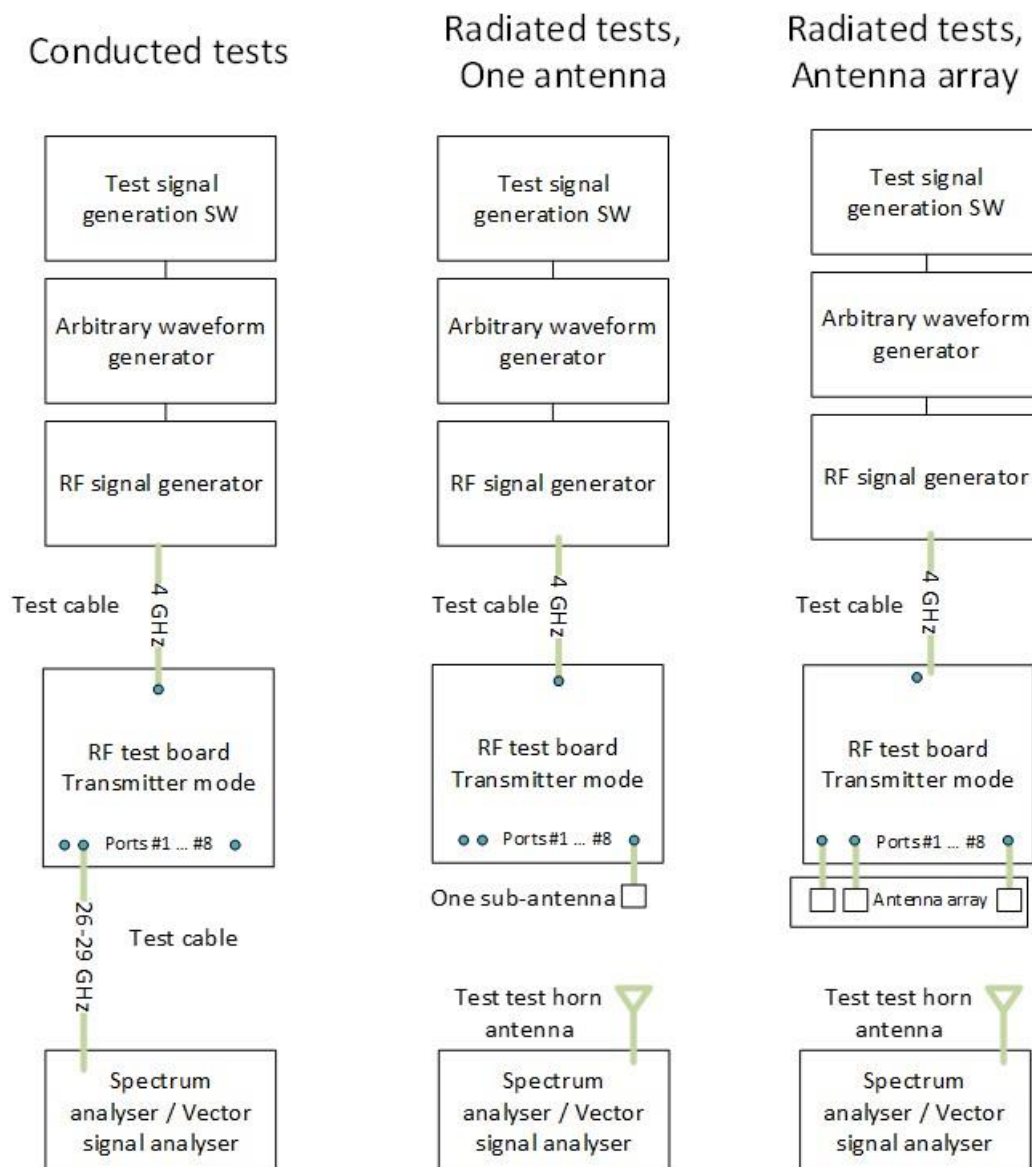 Conducted tests
Test signal
generation SW
Arbitrary waveform
generator
RF signal generator
Test cable
4 GHz
RF test board
Transmitter mode
Ports #1 ... #8
26-29 GHz
Test cable
Spectrum
analyser / Vector
signal analyser
Radiated tests,
One antenna
Test signal
generation SW
Arbitrary waveform
generator
RF signal generator
Test cable
4 GHz
RF test board
Transmitter mode
Ports #1 ... #8
One sub-antenna
Test test horn
antenna
Spectrum
analyser / Vector
signal analyser
Radiated tests,
Antenna array
Test signal
generation SW
Arbitrary waveform
generator
RF signal generator
Test cable
4 GHz
RF test board
Transmitter mode
Ports #1 ... #8
Antenna array
Test test horn
antenna
Spectrum
analyser / Vector
signal analyser